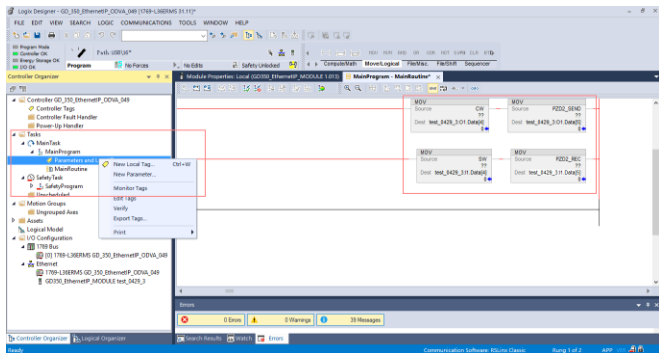 Logix Designer - GD_350_EthernetIP_ODVA_049 [1769-L36ERMS 31.11]*
FILE EDIT VIEW SEARCH LOGIC COMMUNICATIONS TOOLS WINDOW HELP
Program Mode
Controller OK
Energy Storage OK
I/O OK
Path: USB\16*
Program
No Forces
No Edits
Safety Unlocked
Compute/Math Move/Logical File/Misc. File/Shift Sequencer
Controller Organizer
Module Properties: Local (GD350_EthernetIP_MODULE 1.013)
MainProgram - MainRoutine*
Controller GD_350_EthernetIP_ODVA_049
Controller Tags
Controller Fault Handler
Power-Up Handler
Tasks
MainTask
MainProgram
Parameters and L
MainRoutine
SafetyTask
SafetyProgram
Unscheduled
Motion Groups
Ungrouped Axes
Assets
Logical Model
I/O Configuration
1789 Bus
[0] 1769-L36ERMS GD_350_EthernetIP_ODVA_049
Ethernet
1769-L36ERMS GD_350_EthernetIP_ODVA_049
GD350_EthernetIP_MODULE test_0429_3
New Local Tag... Ctrl+W
New Parameter...
Monitor Tags
Edit Tags
Verify
Export Tags...
Print
MOV
Source CW
??
Dest test_0429_3:O1.Data[4]
MOV
Source PZD2_SEND
??
Dest test_0429_3:O1.Data[5]
MOV
Source SW
??
Dest test_0429_3:I1.Data[4]
MOV
Source PZD2_REC
??
Dest test_0429_3:I1.Data[5]
Errors
0 Errors
0 Warnings
39 Messages
Controller Organizer
Logical Organizer
Search Results
Watch
Errors
Ready
Communication Software: RSLinx Classic
Rung 1 of 2
APP